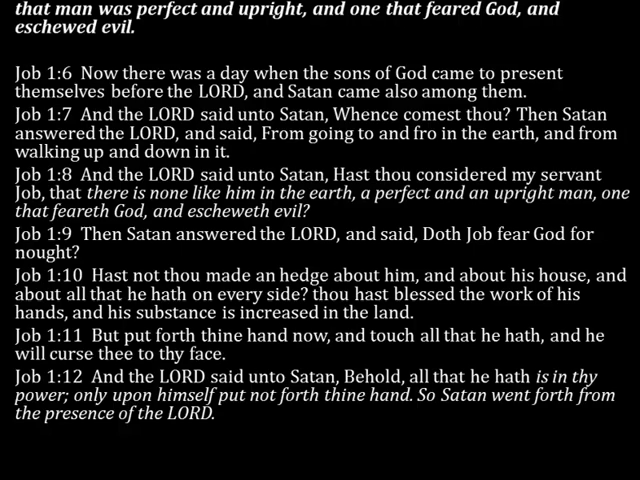 that man was perfect and upright, and one that feared God, and
eschewed evil.
Job 1:6  Now there was a day when the sons of God came to present
themselves before the LORD, and Satan came also among them.
Job 1:7  And the LORD said unto Satan, Whence comest thou? Then Satan
answered the LORD, and said, From going to and fro in the earth, and from
walking up and down in it.
Job 1:8  And the LORD said unto Satan, Hast thou considered my servant
Job, that there is none like him in the earth, a perfect and an upright man, one
that feareth God, and escheweth evil?
Job 1:9  Then Satan answered the LORD, and said, Doth Job fear God for
nought?
Job 1:10  Hast not thou made an hedge about him, and about his house, and
about all that he hath on every side? thou hast blessed the work of his
hands, and his substance is increased in the land.
Job 1:11  But put forth thine hand now, and touch all that he hath, and he
will curse thee to thy face.
Job 1:12  And the LORD said unto Satan, Behold, all that he hath is in thy
power; only upon himself put not forth thine hand. So Satan went forth from
the presence of the LORD.